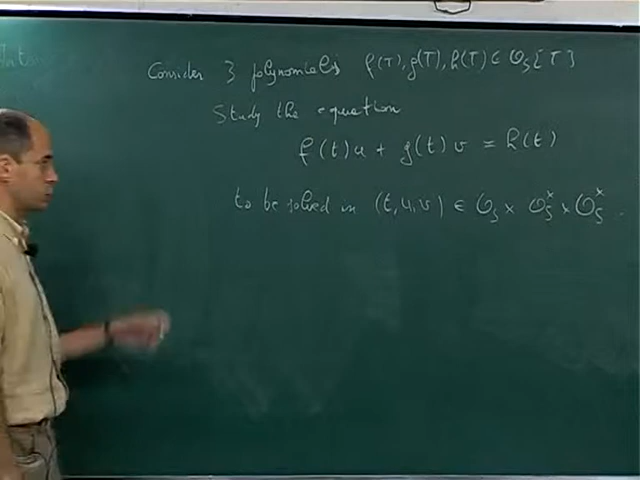 Consider 3 polynomials f(T), g(T), h(T) ∈ O_S[T]
Study the equation
f(t)u + g(t)v = h(t)
to be solved in (t, u, v) ∈ O_S × O_S^× × O_S^×.